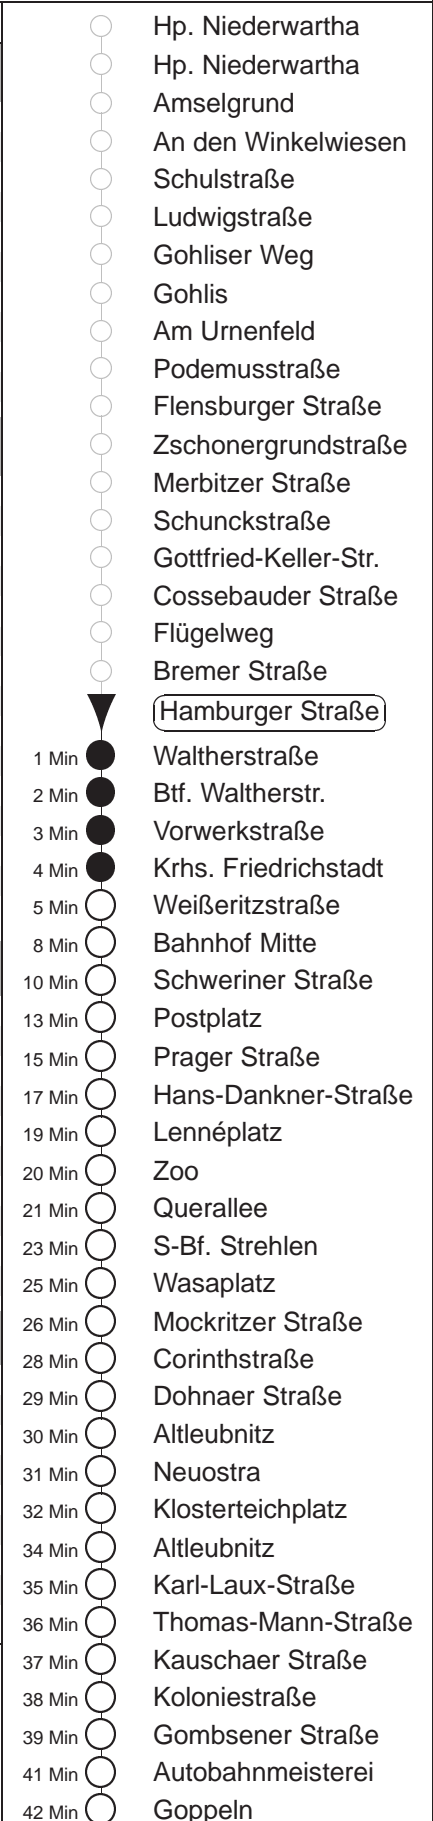 Hp. Niederwartha
Hp. Niederwartha
Amselgrund
An den Winkelwiesen
Schulstraße
Ludwigstraße
Gohliser Weg
Gohlis
Am Urnenfeld
Podemusstraße
Flensburger Straße
Zschonergrundstraße
Merbitzer Straße
Schunckstraße
Gottfried-Keller-Str.
Cossebauder Straße
Flügelweg
Bremer Straße
Hamburger Straße
1 Min Waltherstraße
2 Min Btf. Waltherstr.
3 Min Vorwerkstraße
4 Min Krhs. Friedrichstadt
5 Min Weißeritzstraße
8 Min Bahnhof Mitte
10 Min Schweriner Straße
13 Min Postplatz
15 Min Prager Straße
17 Min Hans-Dankner-Straße
19 Min Lennéplatz
20 Min Zoo
21 Min Querallee
23 Min S-Bf. Strehlen
25 Min Wasaplatz
26 Min Mockritzer Straße
28 Min Corinthstraße
29 Min Dohnaer Straße
30 Min Altleubnitz
31 Min Neuostra
32 Min Klosterteichplatz
34 Min Altleubnitz
35 Min Karl-Laux-Straße
36 Min Thomas-Mann-Straße
37 Min Kauschaer Straße
38 Min Koloniestraße
39 Min Gombsener Straße
41 Min Autobahnmeisterei
42 Min Goppeln